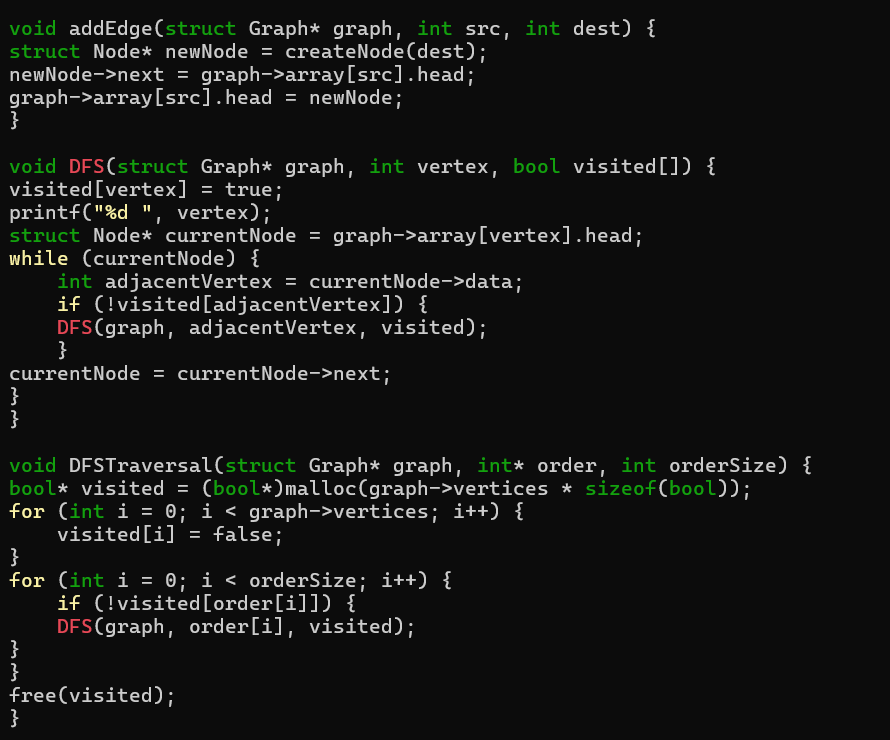 void addEdge(struct Graph* graph, int src, int dest) {
struct Node* newNode = createNode(dest);
newNode->next = graph->array[src].head;
graph->array[src].head = newNode;
}

void DFS(struct Graph* graph, int vertex, bool visited[]) {
visited[vertex] = true;
printf("%d ", vertex);
struct Node* currentNode = graph->array[vertex].head;
while (currentNode) {
    int adjacentVertex = currentNode->data;
    if (!visited[adjacentVertex]) {
    DFS(graph, adjacentVertex, visited);
    }
currentNode = currentNode->next;
}
}

void DFSTraversal(struct Graph* graph, int* order, int orderSize) {
bool* visited = (bool*)malloc(graph->vertices * sizeof(bool));
for (int i = 0; i < graph->vertices; i++) {
    visited[i] = false;
}
for (int i = 0; i < orderSize; i++) {
    if (!visited[order[i]]) {
    DFS(graph, order[i], visited);
}
}
free(visited);
}